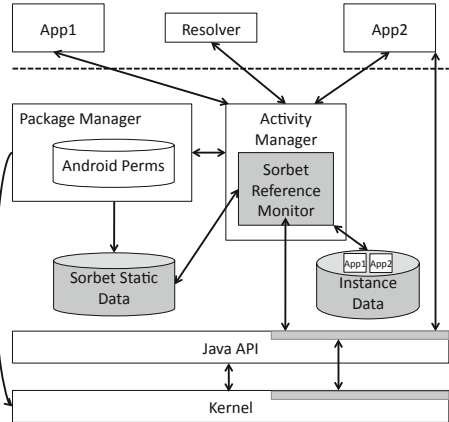 App1
Resolver
App2
Package Manager
Android Perms
Activity
Manager
Sorbet
Reference
Monitor
Sorbet Static
Data
App1
App2
Instance
Data
Java API
Kernel